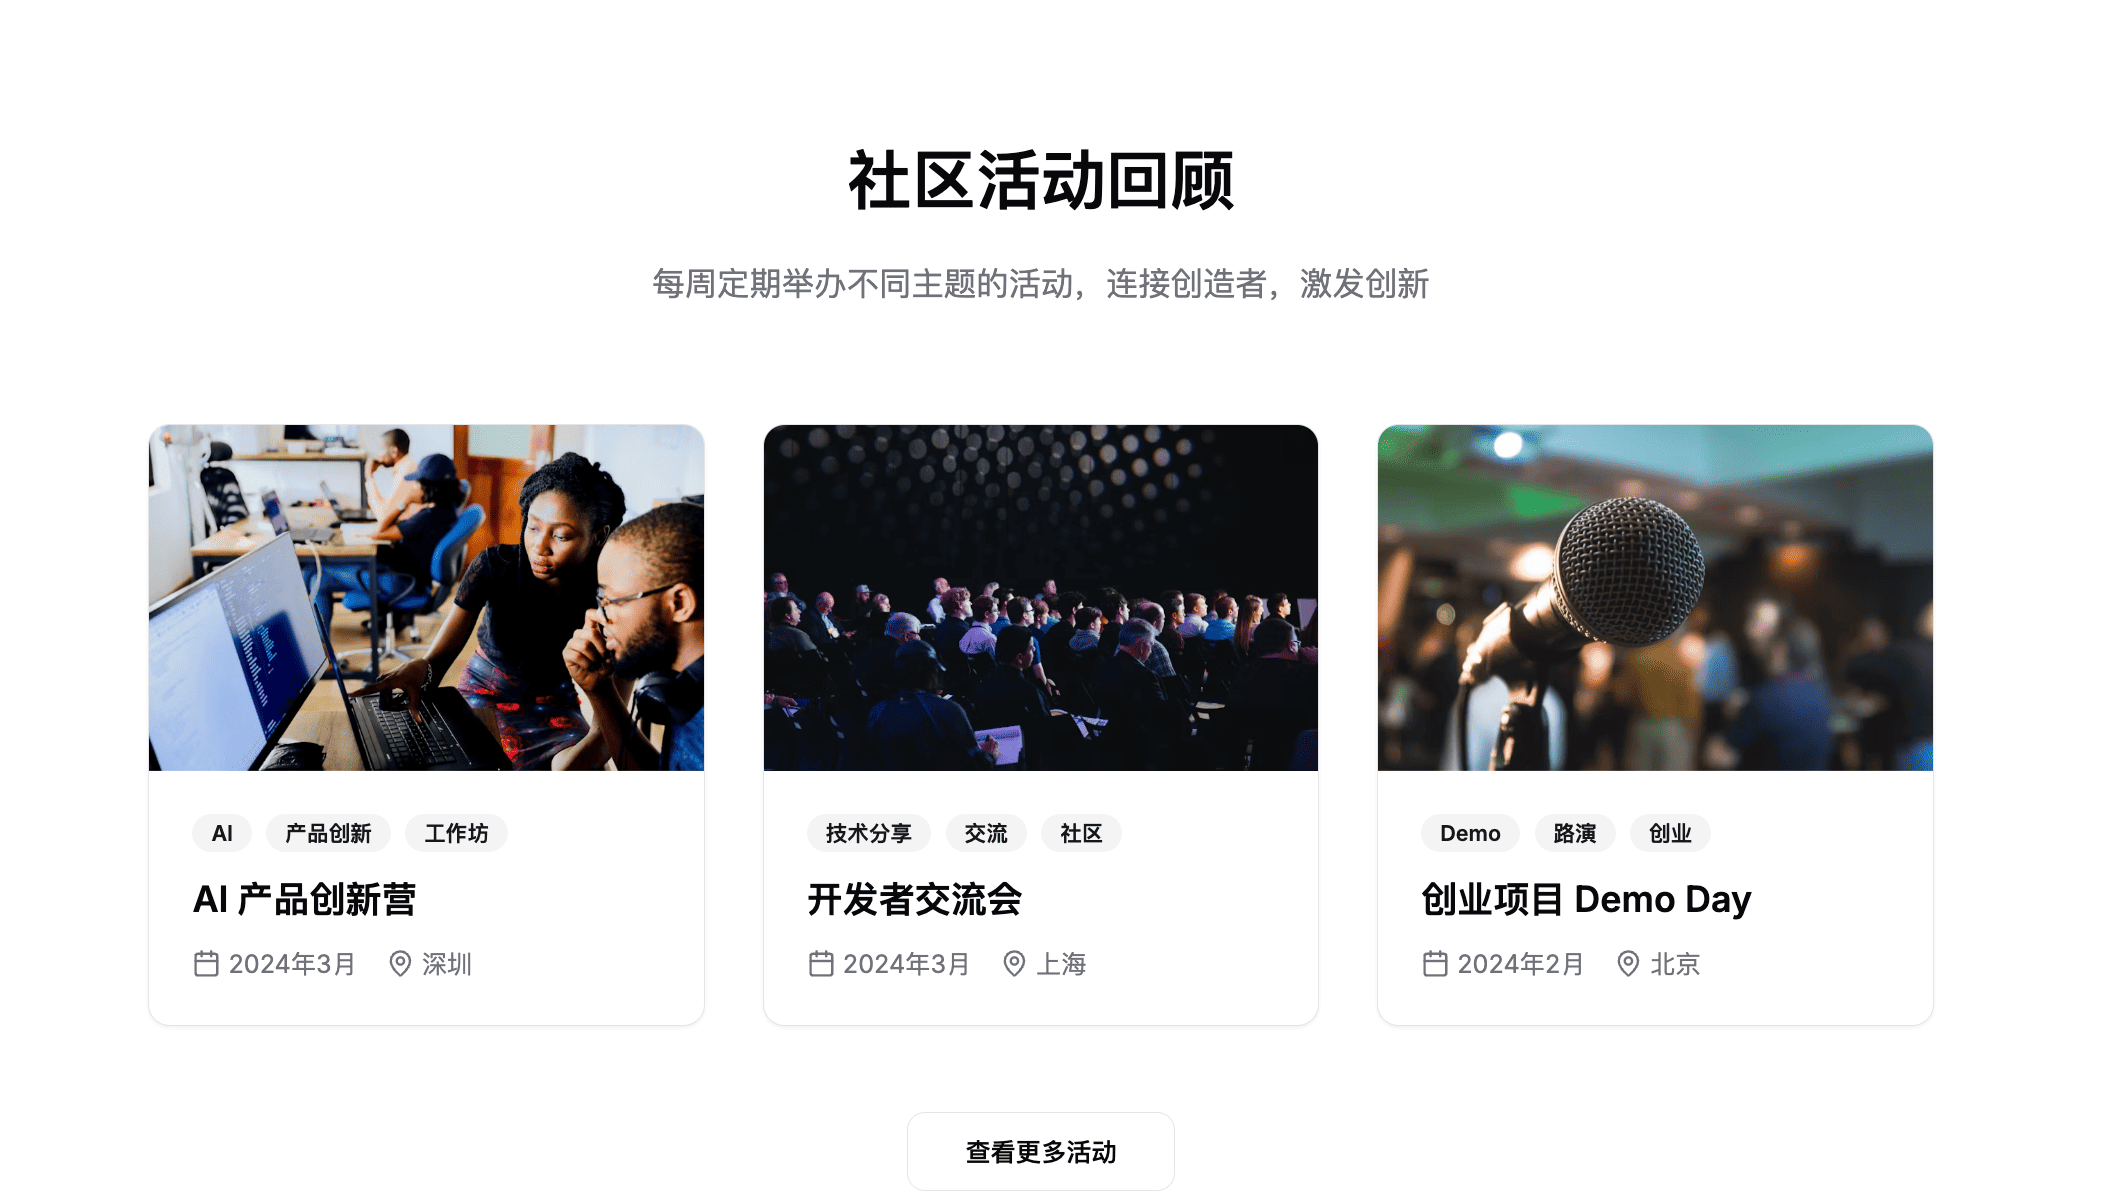 社区活动回顾
每周定期举办不同主题的活动，连接创造者，激发创新
AI 产品创新 工作坊
AI 产品创新营
2024年3月 深圳
技术分享 交流 社区
开发者交流会
2024年3月 上海
Demo 路演 创业
创业项目 Demo Day
2024年2月 北京
查看更多活动